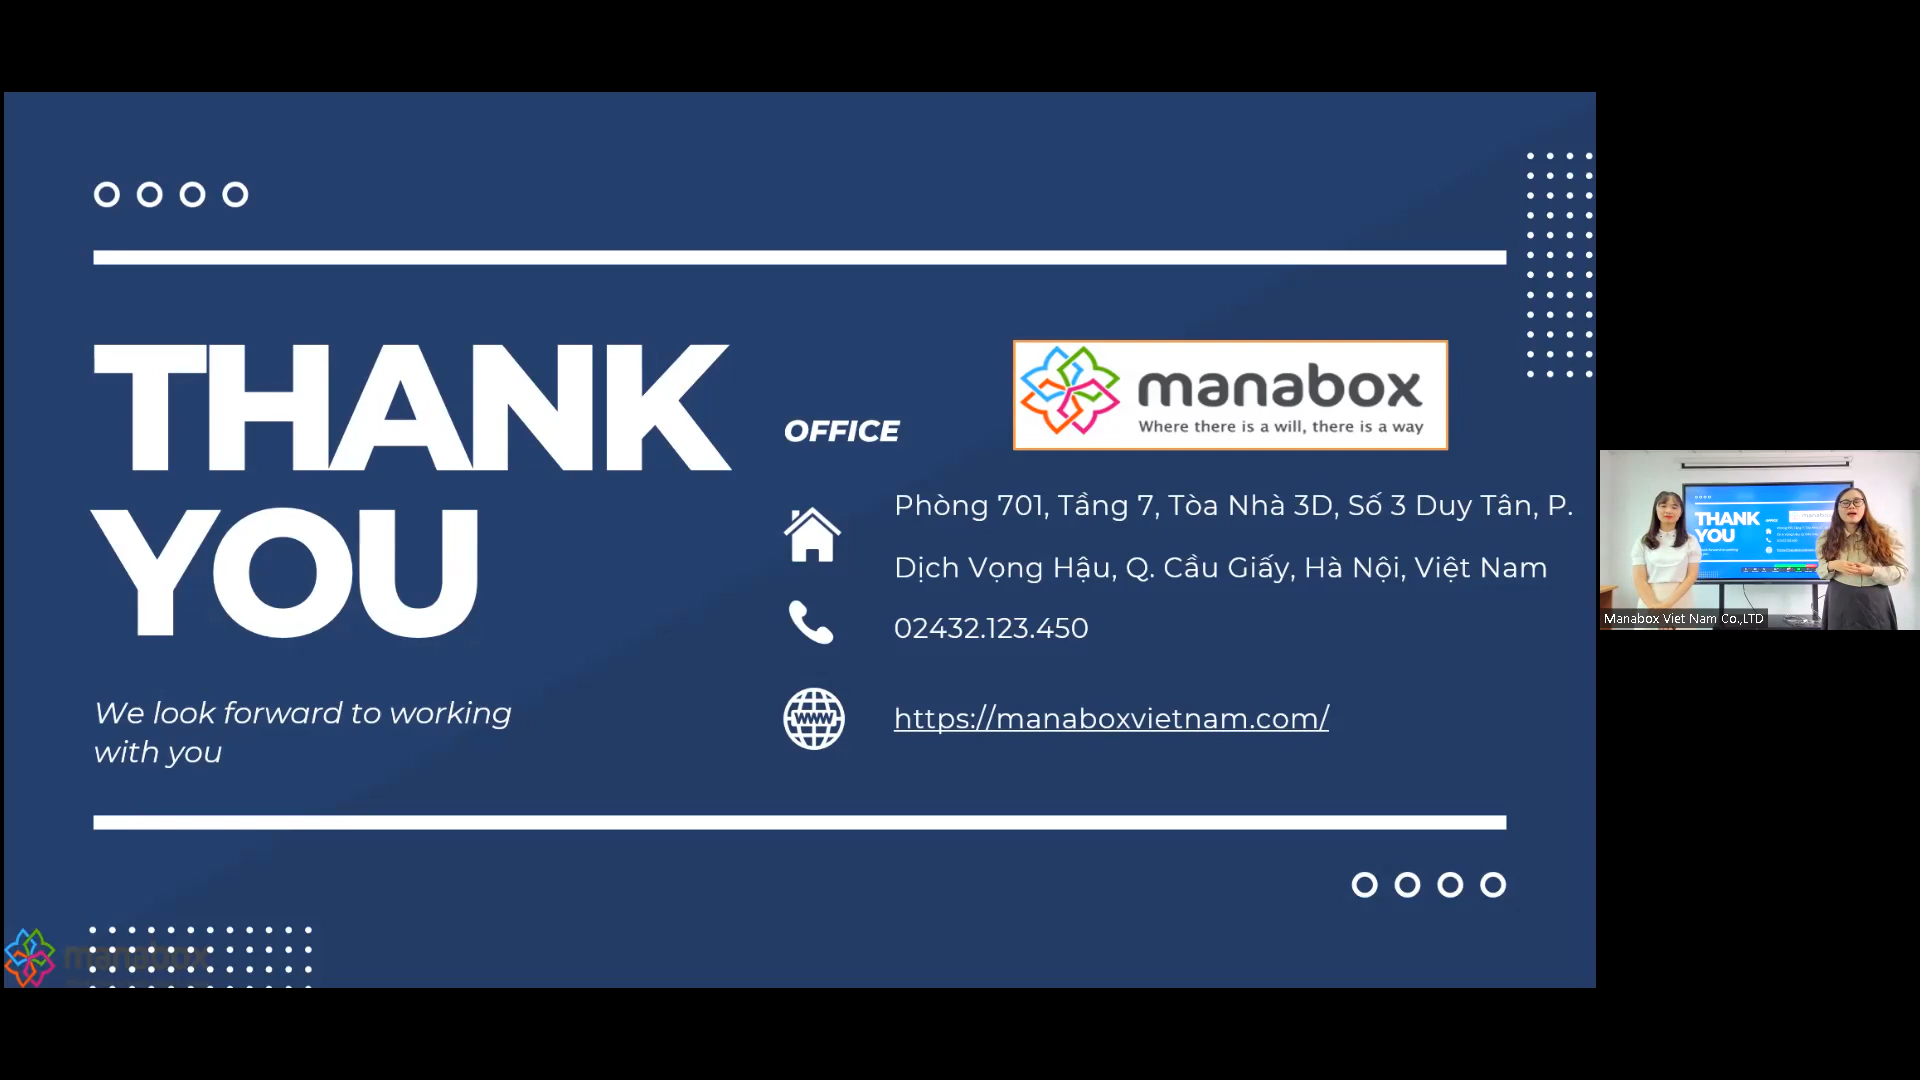 THANK
YOU
We look forward to working
with you
OFFICE
manabox
Where there is a will, there is a way
Phòng 701, Tầng 7, Tòa Nhà 3D, Số 3 Duy Tân, P.
Dịch Vọng Hậu, Q. Cầu Giấy, Hà Nội, Việt Nam
02432.123.450
www
https://manaboxvietnam.com/
manabox
THANK
YOU
Manabox Viet Nam Co.,LTD